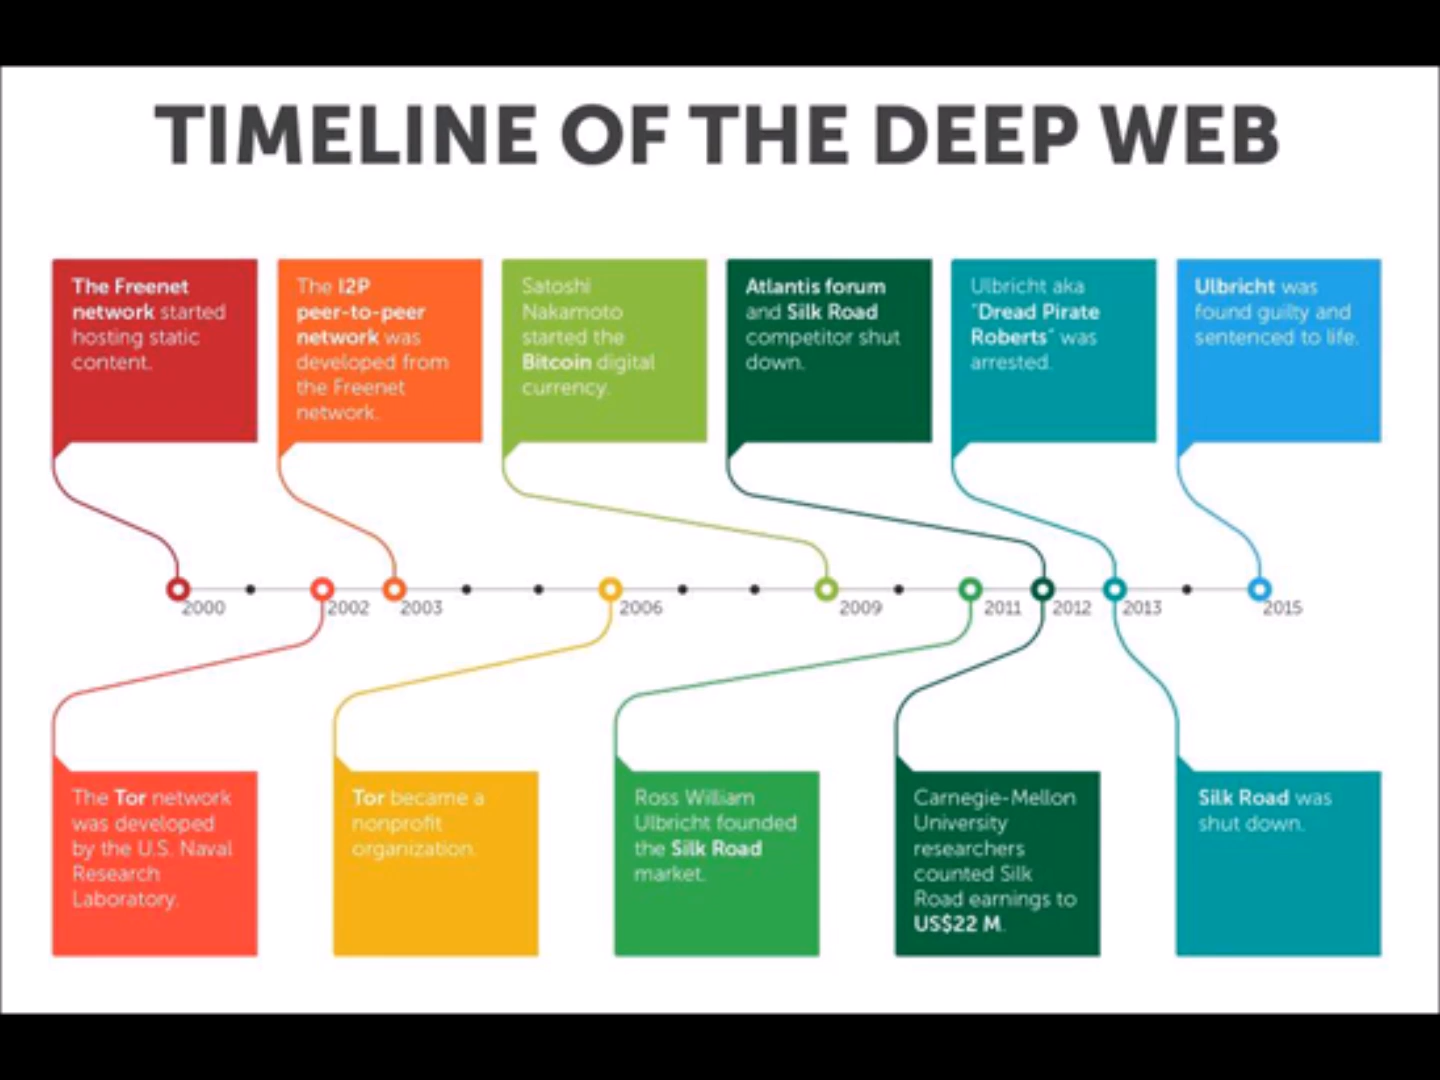 TIMELINE OF THE DEEP WEB
The Freenet
network started
hosting static
content.
The I2P
peer-to-peer
network was
developed from
the Freenet
network.
Satoshi
Nakamoto
started the
Bitcoin digital
currency.
Atlantis forum
and Silk Road
competitor shut
down.
Ulbricht aka
"Dread Pirate
Roberts" was
arrested.
Ulbricht was
found guilty and
sentenced to life.
2000
2002
2003
2006
2009
2011
2012
2013
2015
The Tor network
was developed
by the U.S. Naval
Research
Laboratory.
Tor became a
nonprofit
organization.
Ross William
Ulbricht founded
the Silk Road
market.
Carnegie-Mellon
University
researchers
counted Silk
Road earnings to
US$22 M.
Silk Road was
shut down.